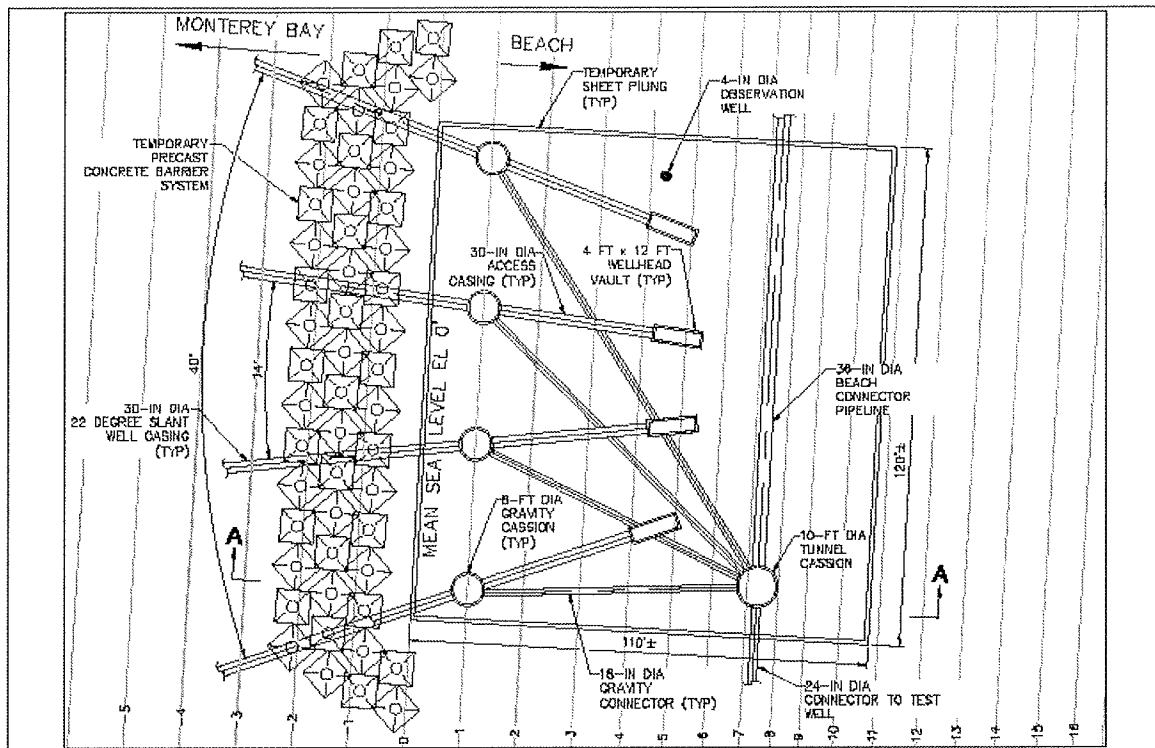 MONTEREY BAY
BEACH
TEMPORARY
SHEET PILING
(TYP)
4-IN DIA
OBSERVATION
WELL
TEMPORARY
PRECAST
CONCRETE BARRIER
SYSTEM
30-IN DIA
ACCESS
CASING (TYP)
4 FT x 12 FT
WELLHEAD
VAULT (TYP)
40'
14'
MEAN SEA LEVEL EL 0'
36-IN DIA
BEACH
CONNECTOR
PIPELINE
30-IN DIA
22 DEGREE SLANT
WELL CASING
(TYP)
120'±
8-FT DIA
GRAVITY
CASSION
(TYP)
10-FT DIA
TUNNEL
CASSION
A
A
110'±
18-IN DIA
GRAVITY
CONNECTOR (TYP)
24-IN DIA
CONNECTOR TO TEST
WELL
-5
-4
-3
-2
-1
0
-1
-2
-3
-4
-5
-6
-7
-8
-9
-10
-11
-12
-13
-14
-15
-16